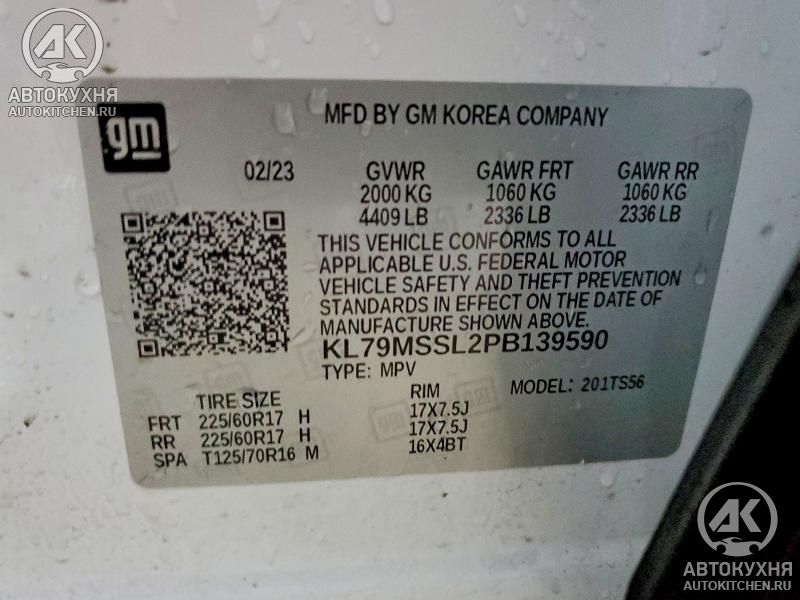 АК
АВТОКУХНЯ
AUTOKITCHEN.RU
gm
MFD BY GM KOREA COMPANY
02/23 GVWR GAWR FRT GAWR RR
2000 KG 1060 KG 1060 KG
4409 LB 2336 LB 2336 LB
THIS VEHICLE CONFORMS TO ALL
APPLICABLE U.S. FEDERAL MOTOR
VEHICLE SAFETY AND THEFT PREVENTION
STANDARDS IN EFFECT ON THE DATE OF
MANUFACTURE SHOWN ABOVE.
KL79MSSL2PB139590
TYPE: MPV MODEL: 201TS56
TIRE SIZE RIM
FRT 225/60R17 H 17X7.5J
RR 225/60R17 H 17X7.5J
SPA T125/70R16 M 16X4BT
АК
АВТОКУХНЯ
AUTOKITCHEN.RU